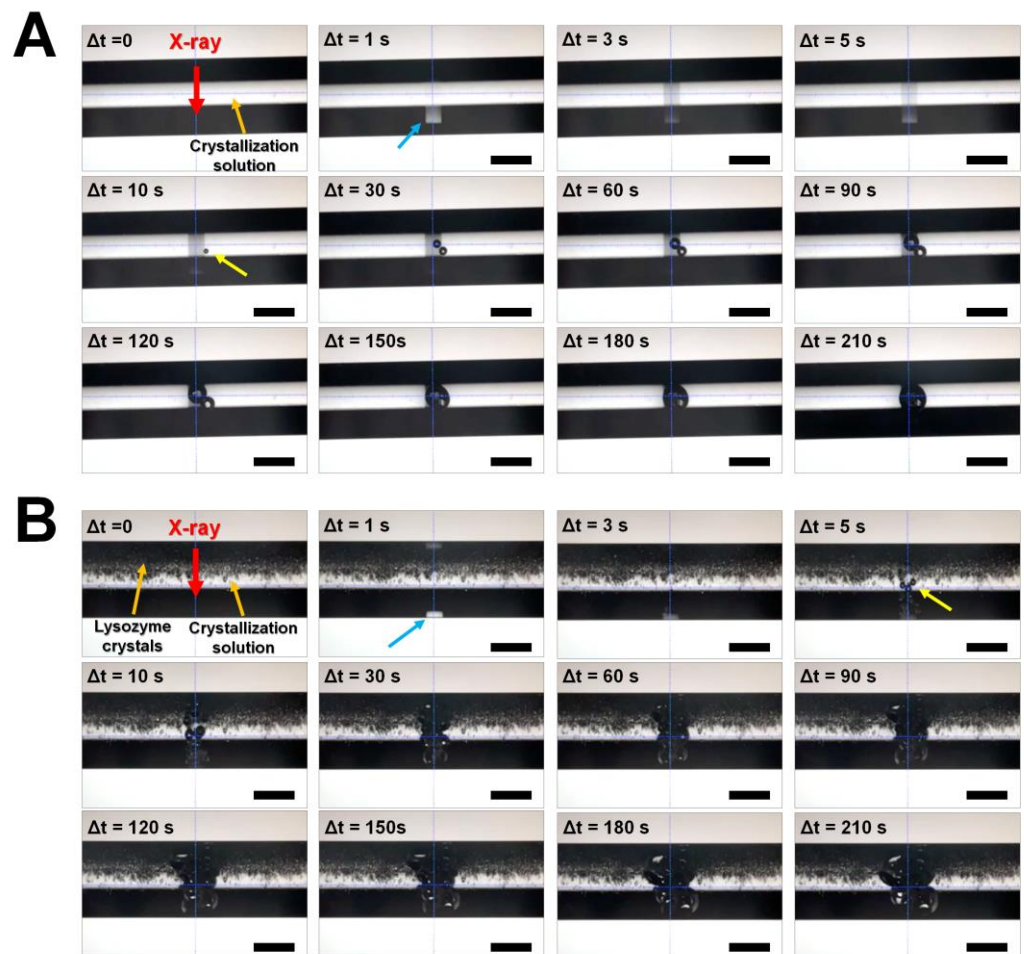 A
Δt =0
X-ray
Crystallization
solution
Δt = 1 s
Δt = 3 s
Δt = 5 s
Δt = 10 s
Δt = 30 s
Δt = 60 s
Δt = 90 s
Δt = 120 s
Δt = 150s
Δt = 180 s
Δt = 210 s
B
Δt =0
X-ray
Lysozyme
crystals
Crystallization
solution
Δt = 1 s
Δt = 3 s
Δt = 5 s
Δt = 10 s
Δt = 30 s
Δt = 60 s
Δt = 90 s
Δt = 120 s
Δt = 150s
Δt = 180 s
Δt = 210 s